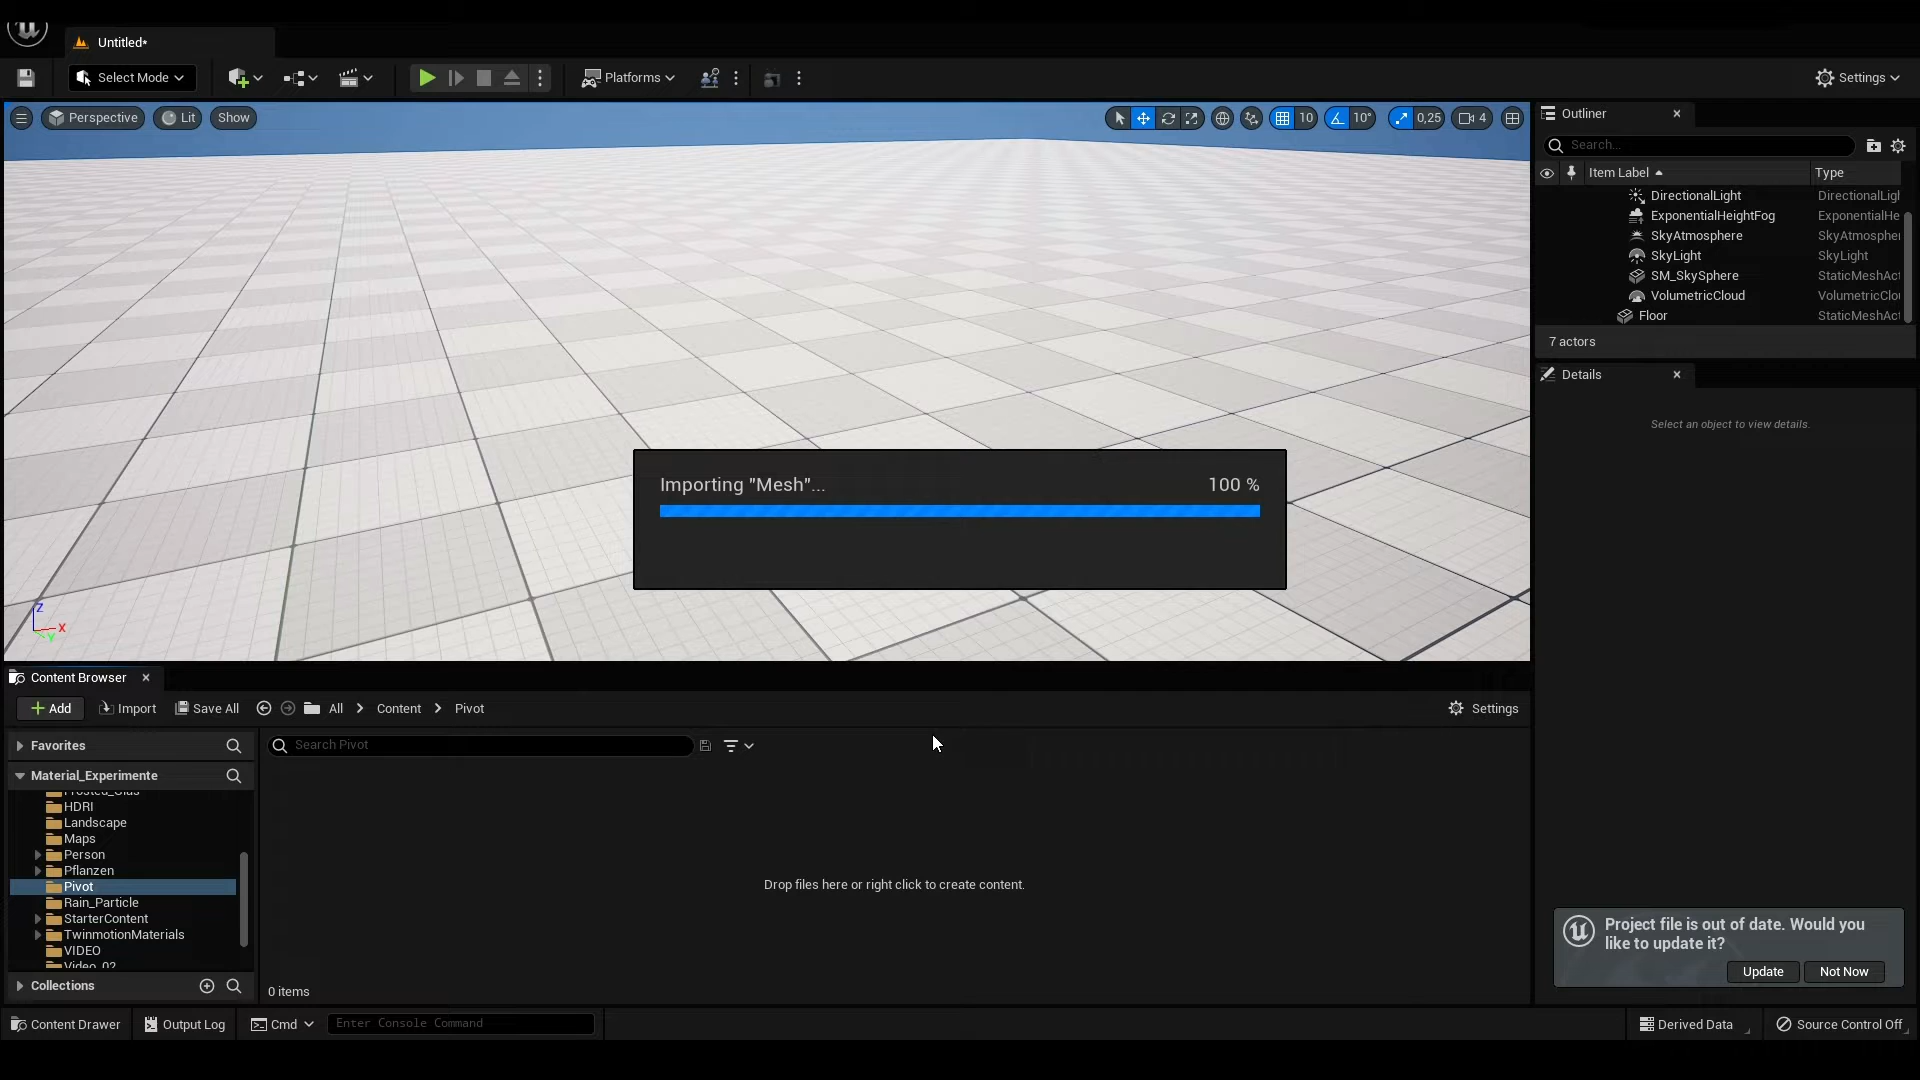 Untitled*
Select Mode
Platforms
Settings
Perspective
Lit
Show
10
10°
0,25
4
Outliner
Search...
Item Label
Type
DirectionalLight
DirectionalLigl
ExponentialHeightFog
ExponentialHe
SkyAtmosphere
SkyAtmospher
SkyLight
SkyLight
SM_SkySphere
StaticMeshAct
VolumetricCloud
VolumetricClou
Floor
StaticMeshAct
7 actors
Details
Select an object to view details.
Importing "Mesh"...
100 %
Z
X
Y
Content Browser
Add
Import
Save All
All
Content
Pivot
Settings
Favorites
Search Pivot
Material_Experimente
Frosted_Glas
HDRI
Landscape
Maps
Person
Pflanzen
Pivot
Rain_Particle
StarterContent
TwinmotionMaterials
VIDEO
Video_02
Drop files here or right click to create content.
Collections
0 items
Project file is out of date. Would you
like to update it?
Update
Not Now
Content Drawer
Output Log
Cmd
Enter Console Command
Derived Data
Source Control Off